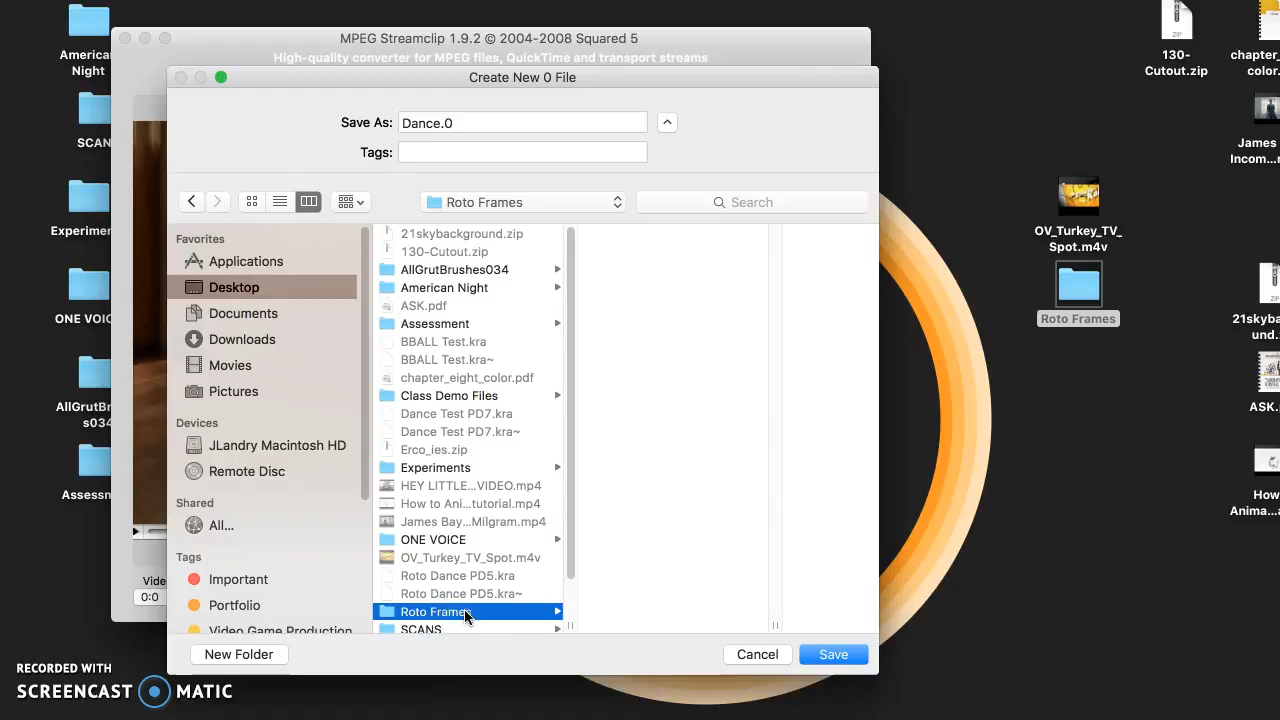 MPEG Streamclip 1.9.2 © 2004-2008 Squared 5
High-quality converter for MPEG files, QuickTime and transport streams
Create New 0 File
Save As: Dance.0
Tags:
Roto Frames
Search
Favorites
Applications
Desktop
Documents
Downloads
Movies
Pictures
Devices
JLandry Macintosh HD
Remote Disc
Shared
All...
Tags
Important
Portfolio
Video Game Production
21skybackground.zip
130-Cutout.zip
AllGrutBrushes034
American Night
ASK.pdf
Assessment
BBALL Test.kra
BBALL Test.kra~
chapter_eight_color.pdf
Class Demo Files
Dance Test PD7.kra
Dance Test PD7.kra~
Erco_ies.zip
Experiments
HEY LITTLE...VIDEO.mp4
How to Ani...tutorial.mp4
James Bay...Milgram.mp4
ONE VOICE
OV_Turkey_TV_Spot.m4v
Roto Dance PD5.kra
Roto Dance PD5.kra~
Roto Frames
SCANS
New Folder
Cancel
Save
America
Night
SCAN
Experimen
ONE VOIC
AllGrutBr
s034
Assessm
Video
0:0
ZIP
130-
Cutout.zip
chapter_
color.
James
Incom...
OV_Turkey_TV_
Spot.m4v
Roto Frames
ZIP
21skyba
und.z
ASK.
How
Anima...
RECORDED WITH
SCREENCAST MATIC